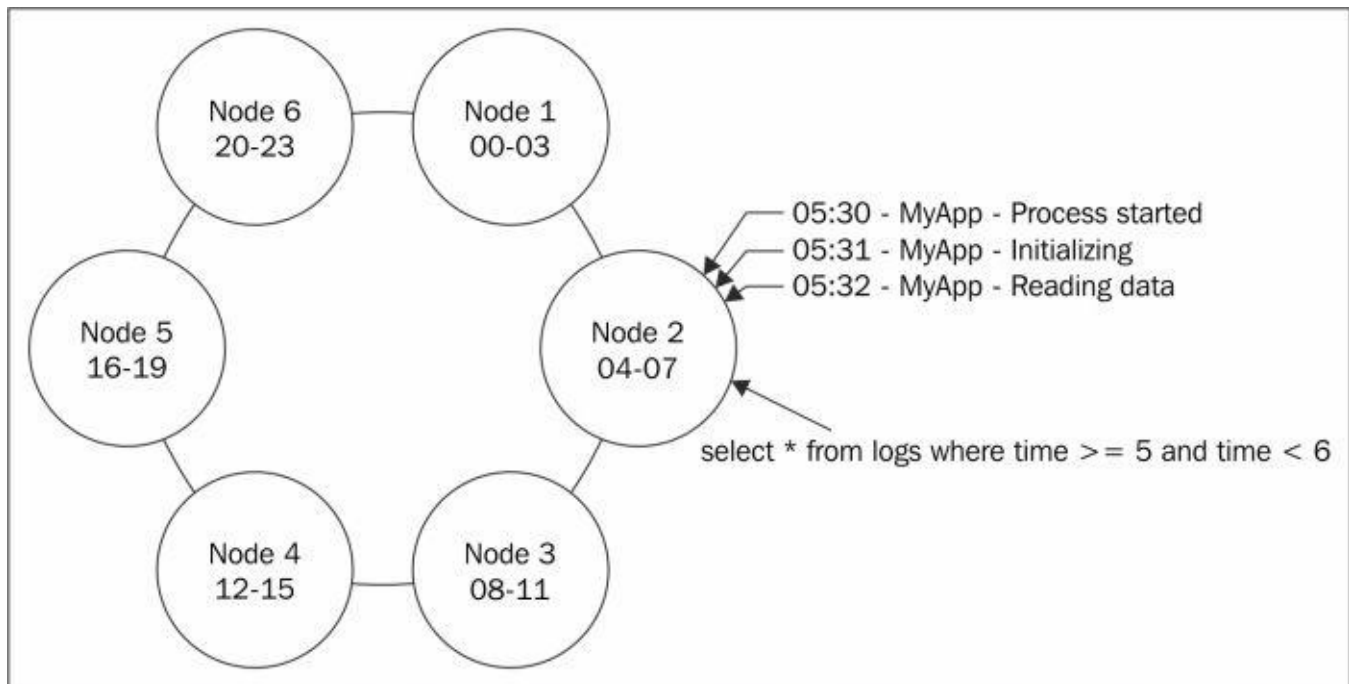 Node 6
20-23
Node 1
00-03
05:30 - MyApp - Process started
05:31 - MyApp - Initializing
05:32 - MyApp - Reading data
Node 5
16-19
Node 2
04-07
select * from logs where time >= 5 and time < 6
Node 4
12-15
Node 3
08-11